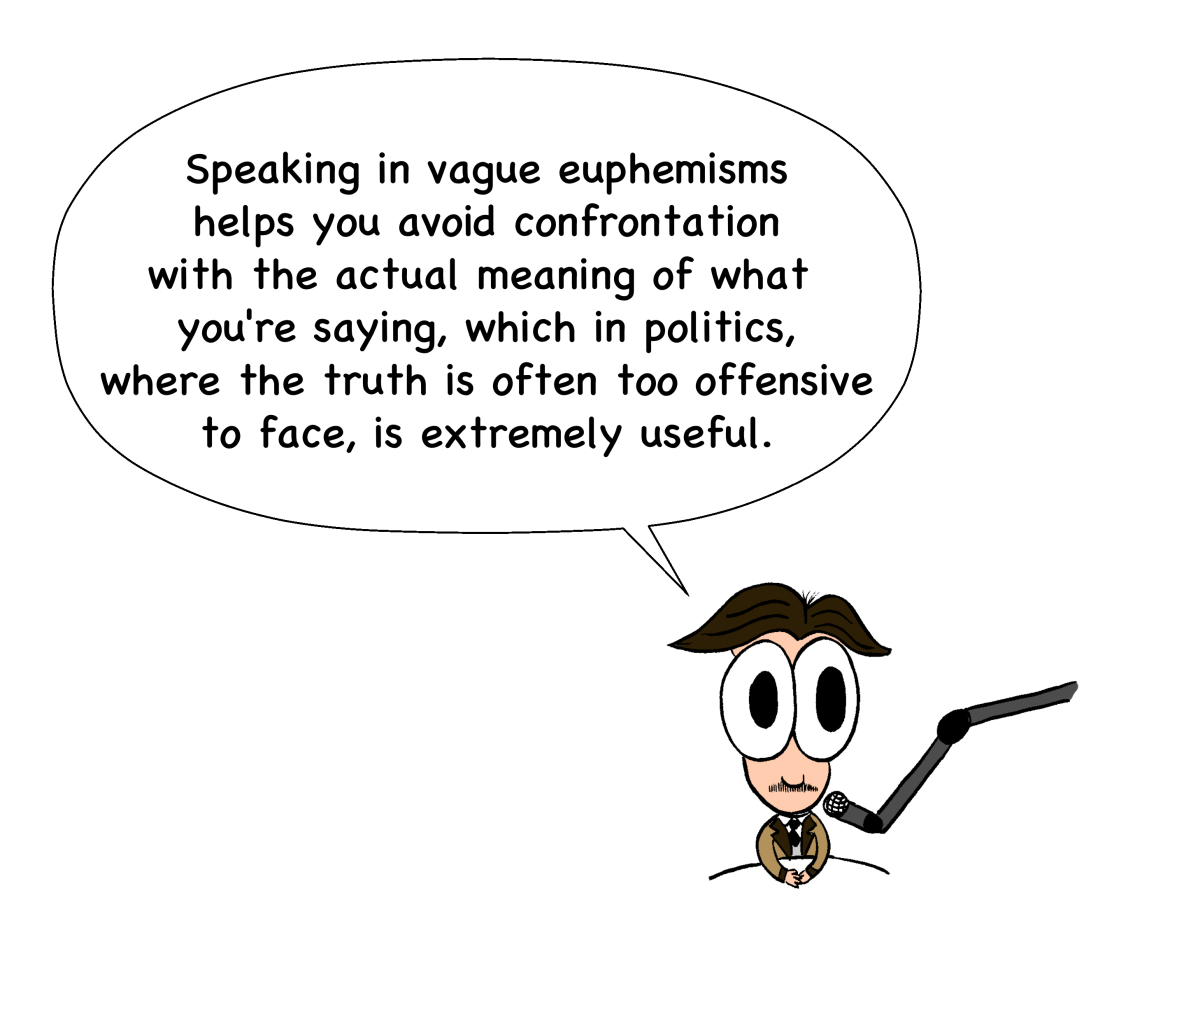 Speaking in vague euphemisms
helps you avoid confrontation
with the actual meaning of what
you're saying, which in politics,
where the truth is often too offensive
to face, is extremely useful.